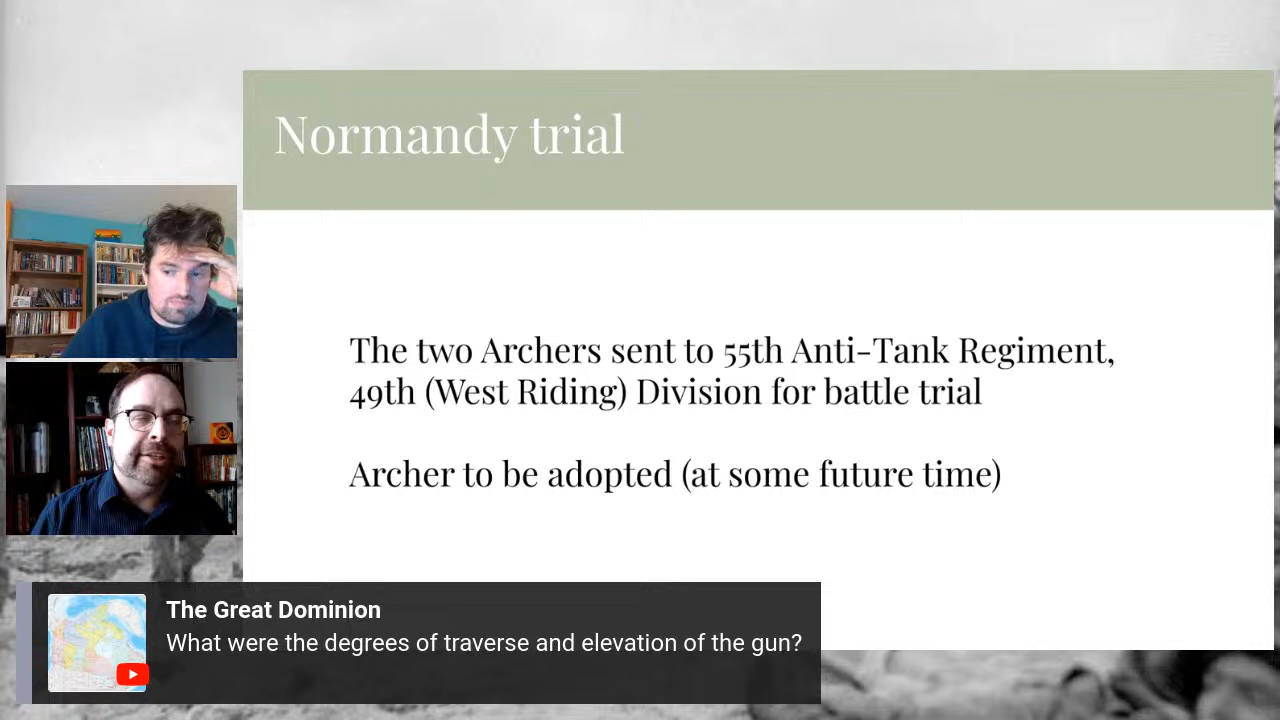 Normandy trial
The two Archers sent to 55th Anti-Tank Regiment,
49th (West Riding) Division for battle trial
Archer to be adopted (at some future time)
The Great Dominion
What were the degrees of traverse and elevation of the gun?